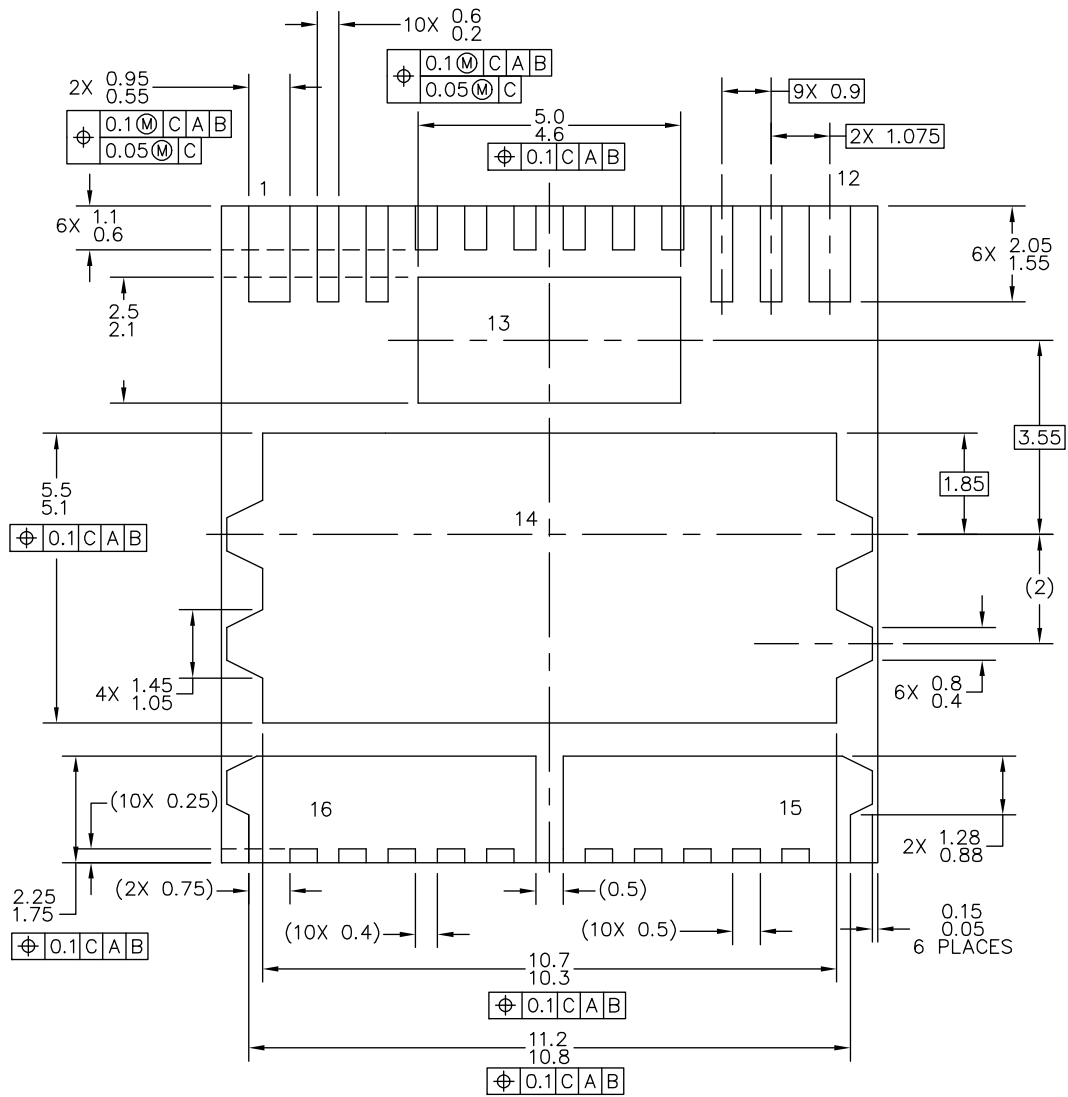 10X 0.6
0.2
⌖ 0.1 Ⓜ C A B
0.05 Ⓜ C
2X 0.95
0.55
⌖ 0.1 Ⓜ C A B
0.05 Ⓜ C
9X 0.9
5.0
4.6
⌖ 0.1 C A B
2X 1.075
1
12
6X 1.1
0.6
6X 2.05
1.55
2.5
2.1
13
3.55
1.85
5.5
5.1
⌖ 0.1 C A B
14
(2)
4X 1.45
1.05
6X 0.8
0.4
(10X 0.25)
16
15
2X 1.28
0.88
2.25
1.75
⌖ 0.1 C A B
(2X 0.75)
(0.5)
(10X 0.4)
(10X 0.5)
0.15
0.05
6 PLACES
10.7
10.3
⌖ 0.1 C A B
11.2
10.8
⌖ 0.1 C A B